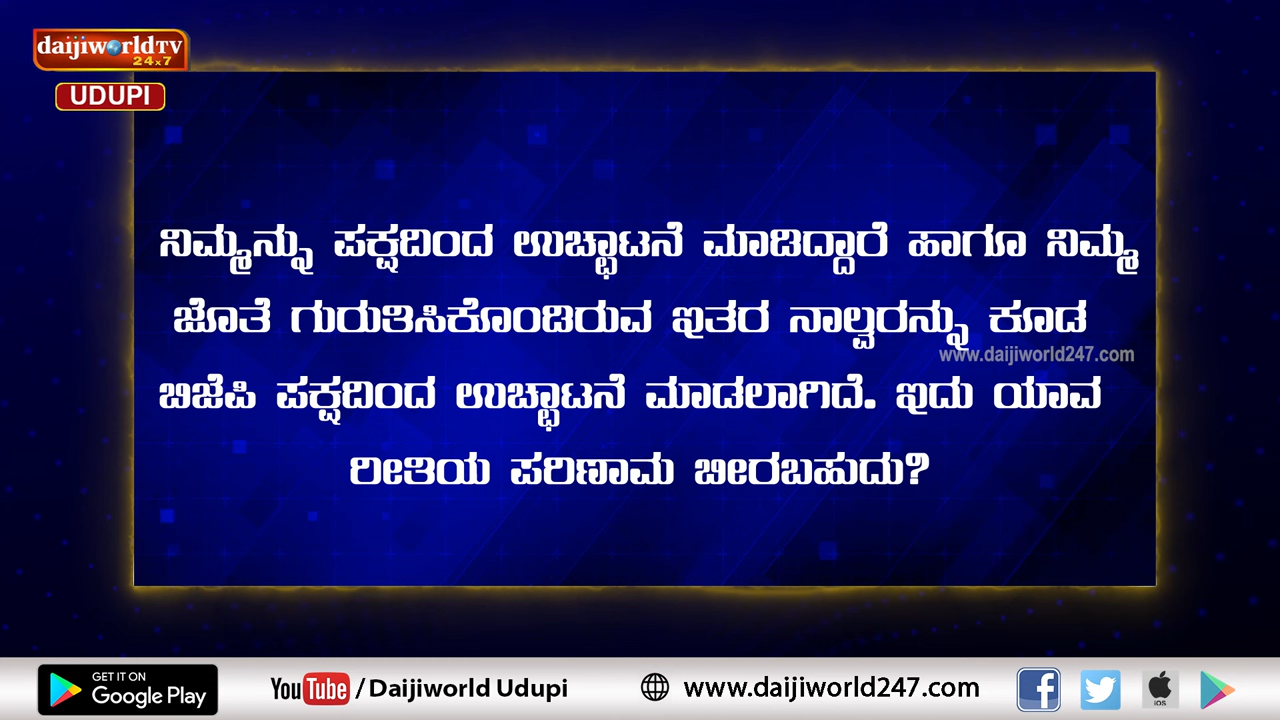 daijiworldTV
24x7
UDUPI
ನಿಮ್ಮನ್ನು ಪಕ್ಷದಿಂದ ಉಚ್ಛಾಟನೆ ಮಾಡಿದ್ದಾರೆ ಹಾಗೂ ನಿಮ್ಮ
ಜೊತೆ ಗುರುತಿಸಿಕೊಂಡಿರುವ ಇತರ ನಾಲ್ವರನ್ನು ಕೂಡ
www.daijiworld247.com
ಬಿಜೆಪಿ ಪಕ್ಷದಿಂದ ಉಚ್ಛಾಟನೆ ಮಾಡಲಾಗಿದೆ. ಇದು ಯಾವ
ರೀತಿಯ ಪರಿಣಾಮ ಬೀರಬಹುದು?
GET IT ON
Google Play
YouTube /Daijiworld Udupi
www.daijiworld247.com
iOS